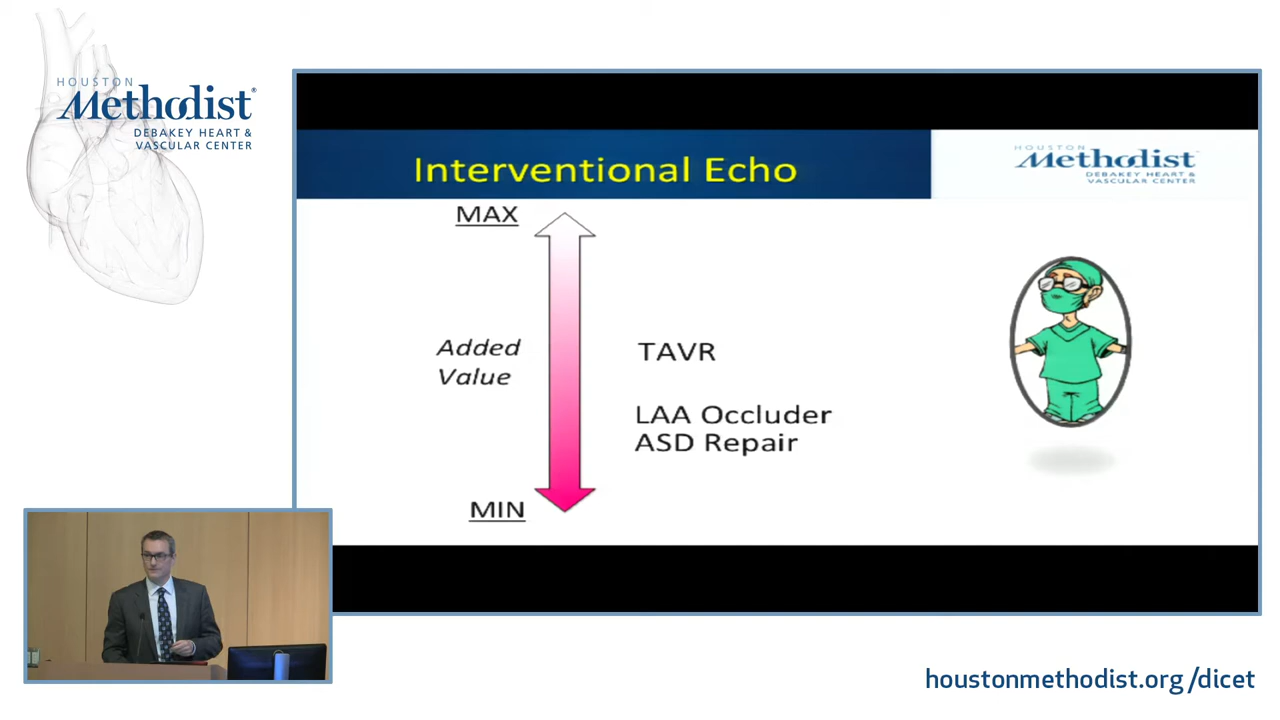 HOUSTON
Methodist®
DEBAKEY HEART &
VASCULAR CENTER
Interventional Echo
HOUSTON
Methodist
DEBAKEY HEART &
VASCULAR CENTER
MAX
Added
Value
TAVR
LAA Occluder
ASD Repair
MIN
houstonmethodist.org/dicet